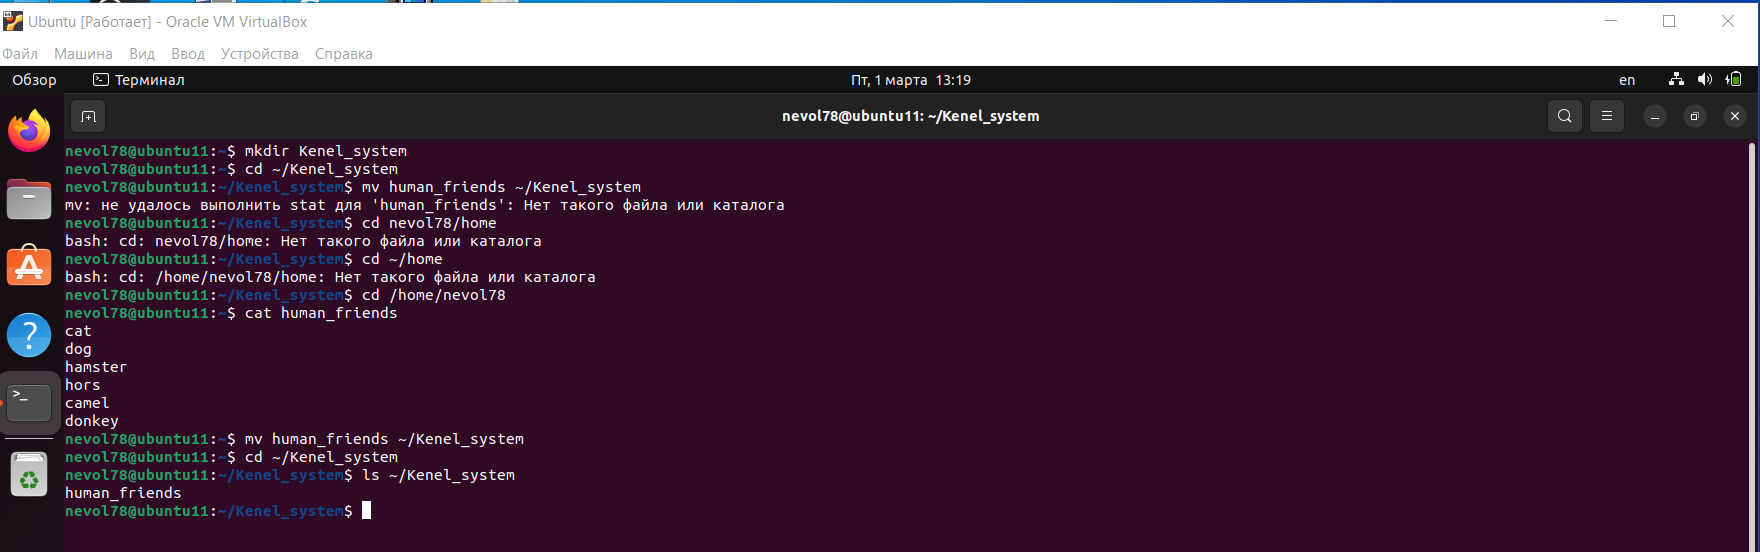 Ubuntu [Работает] - Oracle VM VirtualBox
Файл Машина Вид Ввод Устройства Справка
Обзор Терминал Пт, 1 марта 13:19 en
nevol78@ubuntu11: ~/Kenel_system
nevol78@ubuntu11:~$ mkdir Kenel_system
nevol78@ubuntu11:~$ cd ~/Kenel_system
nevol78@ubuntu11:~/Kenel_system$ mv human_friends ~/Kenel_system
mv: не удалось выполнить stat для 'human_friends': Нет такого файла или каталога
nevol78@ubuntu11:~/Kenel_system$ cd nevol78/home
bash: cd: nevol78/home: Нет такого файла или каталога
nevol78@ubuntu11:~/Kenel_system$ cd ~/home
bash: cd: /home/nevol78/home: Нет такого файла или каталога
nevol78@ubuntu11:~/Kenel_system$ cd /home/nevol78
nevol78@ubuntu11:~$ cat human_friends
cat
dog
hamster
hors
camel
donkey
nevol78@ubuntu11:~$ mv human_friends ~/Kenel_system
nevol78@ubuntu11:~$ cd ~/Kenel_system
nevol78@ubuntu11:~/Kenel_system$ ls ~/Kenel_system
human_friends
nevol78@ubuntu11:~/Kenel_system$